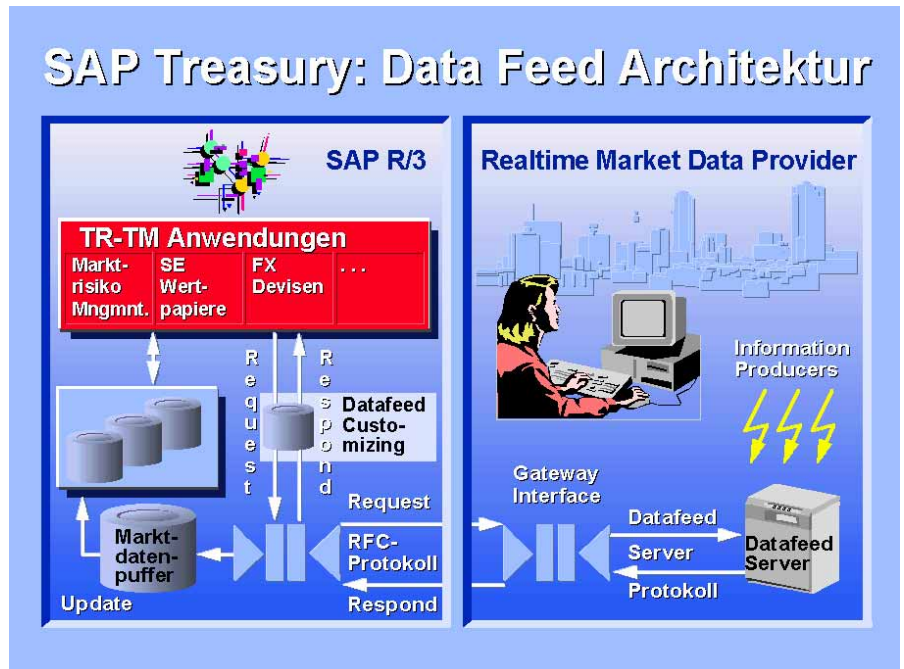 SAP Treasury: Data Feed Architektur
SAP R/3
TR-TM Anwendungen
Markt-
risiko
Mngmnt.
SE
Wert-
papiere
FX
Devisen
. . .
Request
Respond
Datafeed
Custo-
mizing
Request
RFC-
Protokoll
Respond
Markt-
daten-
puffer
Update
Realtime Market Data Provider
Information
Producers
Gateway
Interface
Datafeed
Server
Protokoll
Datafeed
Server